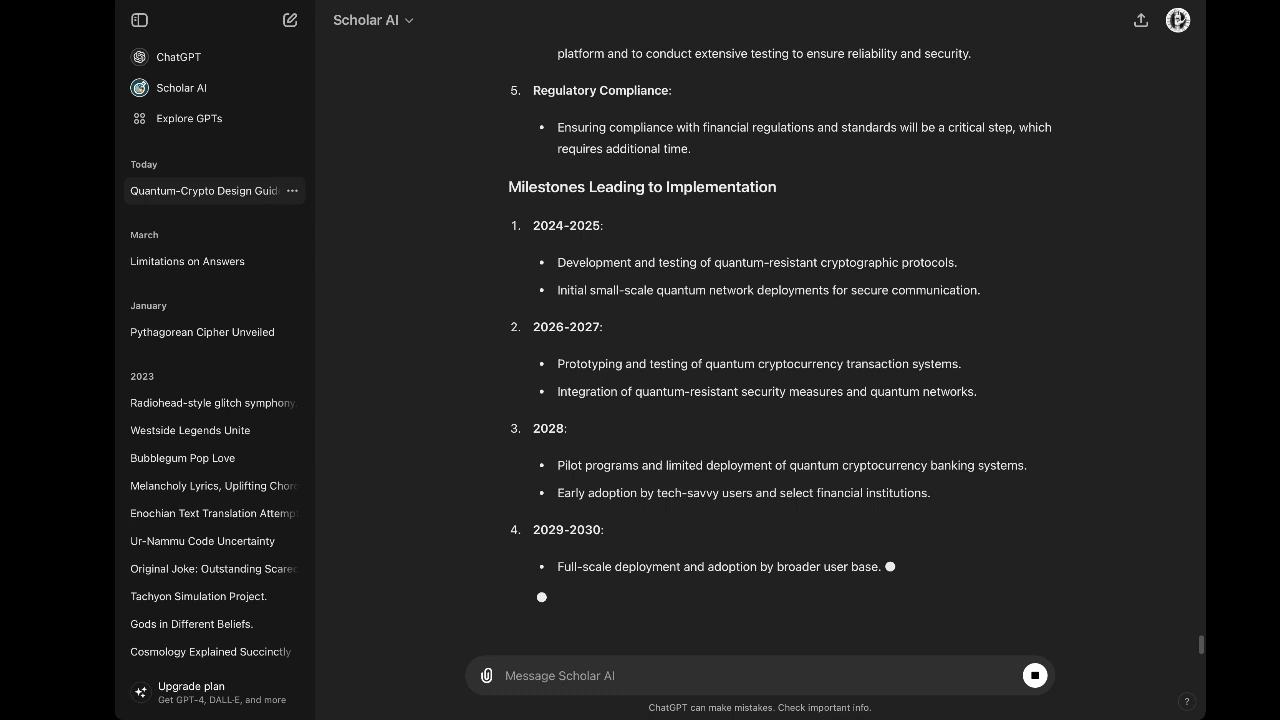 ChatGPT
Scholar AI
Explore GPTs
Today
Quantum-Crypto Design Guid
March
Limitations on Answers
January
Pythagorean Cipher Unveiled
2023
Radiohead-style glitch symphony.
Westside Legends Unite
Bubblegum Pop Love
Melancholy Lyrics, Uplifting Chor
Enochian Text Translation Attempt
Ur-Nammu Code Uncertainty
Original Joke: Outstanding Scarec
Tachyon Simulation Project.
Gods in Different Beliefs.
Cosmology Explained Succinctly
Upgrade plan
Get GPT-4, DALL·E, and more
Scholar AI
platform and to conduct extensive testing to ensure reliability and security.
5. Regulatory Compliance:
• Ensuring compliance with financial regulations and standards will be a critical step, which
requires additional time.
Milestones Leading to Implementation
1. 2024-2025:
• Development and testing of quantum-resistant cryptographic protocols.
• Initial small-scale quantum network deployments for secure communication.
2. 2026-2027:
• Prototyping and testing of quantum cryptocurrency transaction systems.
• Integration of quantum-resistant security measures and quantum networks.
3. 2028:
• Pilot programs and limited deployment of quantum cryptocurrency banking systems.
• Early adoption by tech-savvy users and select financial institutions.
4. 2029-2030:
• Full-scale deployment and adoption by broader user base.
Message Scholar AI
ChatGPT can make mistakes. Check important info.
?